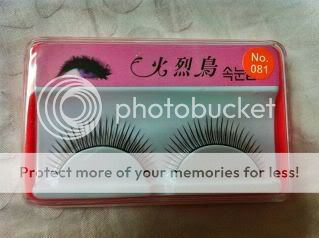 火烈鳥
속눈썹
No.
081
photobucket
Protect more of your memories for less!